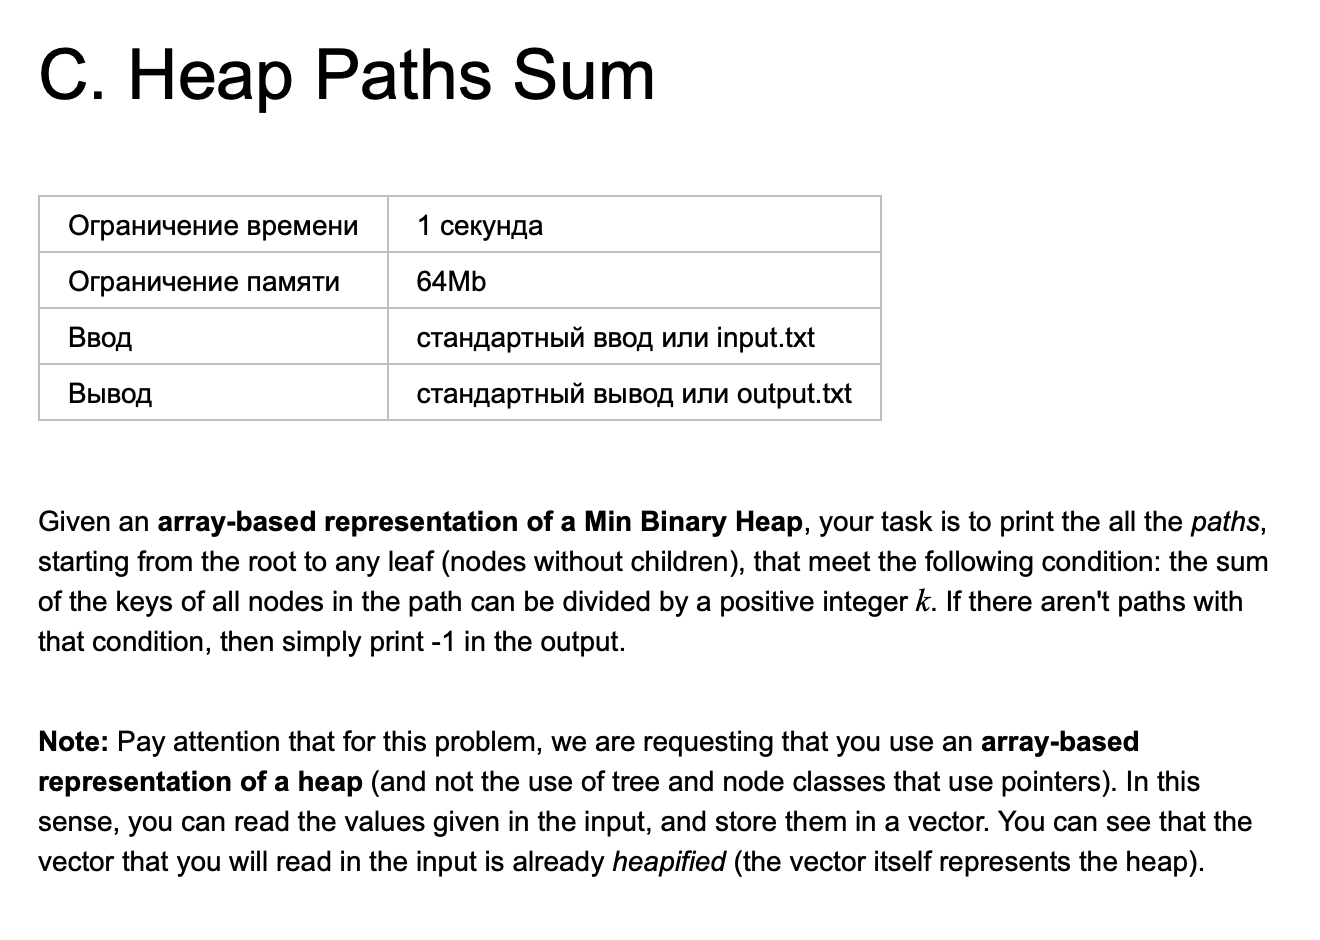 C. Heap Paths Sum
Ограничение времени 1 секунда
Ограничение памяти 64Mb
Ввод стандартный ввод или input.txt
Вывод стандартный вывод или output.txt
Given an array-based representation of a Min Binary Heap, your task is to print the all the paths,
starting from the root to any leaf (nodes without children), that meet the following condition: the sum
of the keys of all nodes in the path can be divided by a positive integer k. If there aren't paths with
that condition, then simply print -1 in the output.
Note: Pay attention that for this problem, we are requesting that you use an array-based
representation of a heap (and not the use of tree and node classes that use pointers). In this
sense, you can read the values given in the input, and store them in a vector. You can see that the
vector that you will read in the input is already heapified (the vector itself represents the heap).